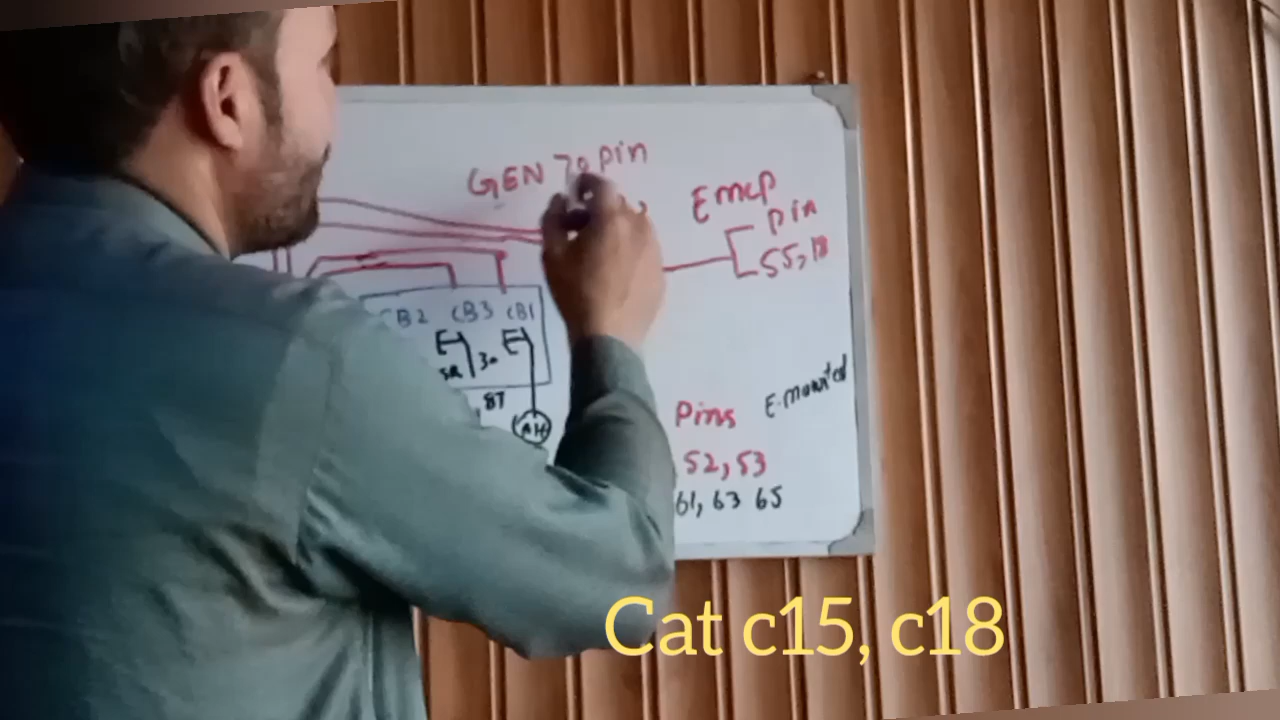 GEN 70 pin
Emcp
pin
55, 18
CB2 CB3 CB1
30
87
Pins
E.mounted
52, 53
61, 63 65
Cat c15, c18